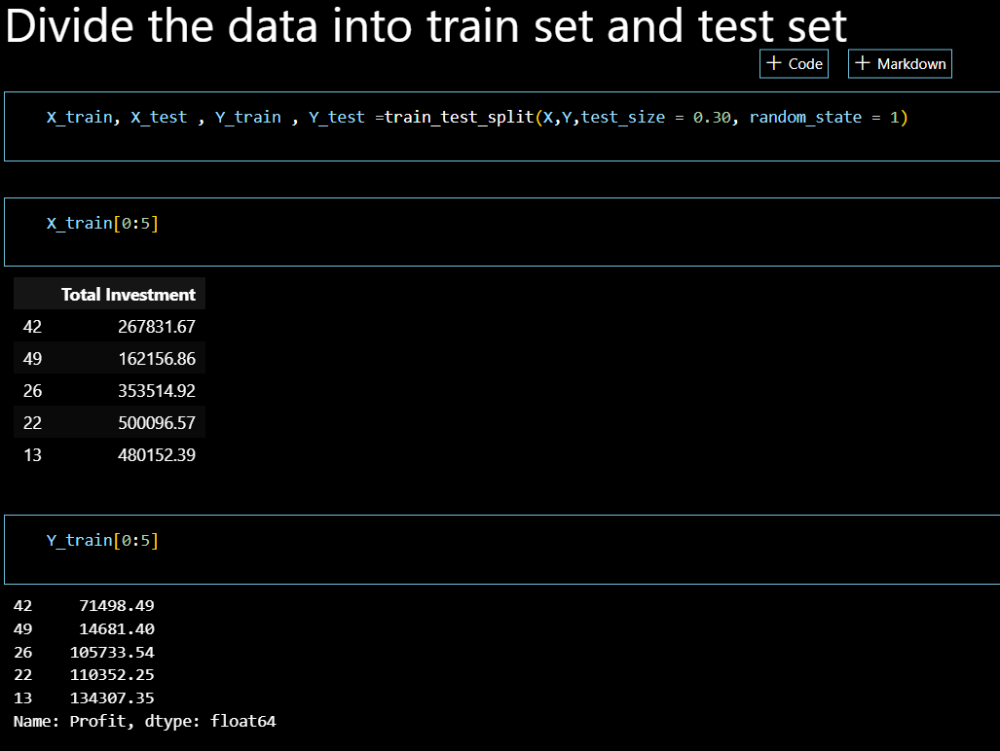 Divide the data into train set and test set
+ Code + Markdown
X_train, X_test , Y_train , Y_test =train_test_split(X,Y,test_size = 0.30, random_state = 1)
X_train[0:5]
Total Investment
42 267831.67
49 162156.86
26 353514.92
22 500096.57
13 480152.39
Y_train[0:5]
42 71498.49
49 14681.40
26 105733.54
22 110352.25
13 134307.35
Name: Profit, dtype: float64